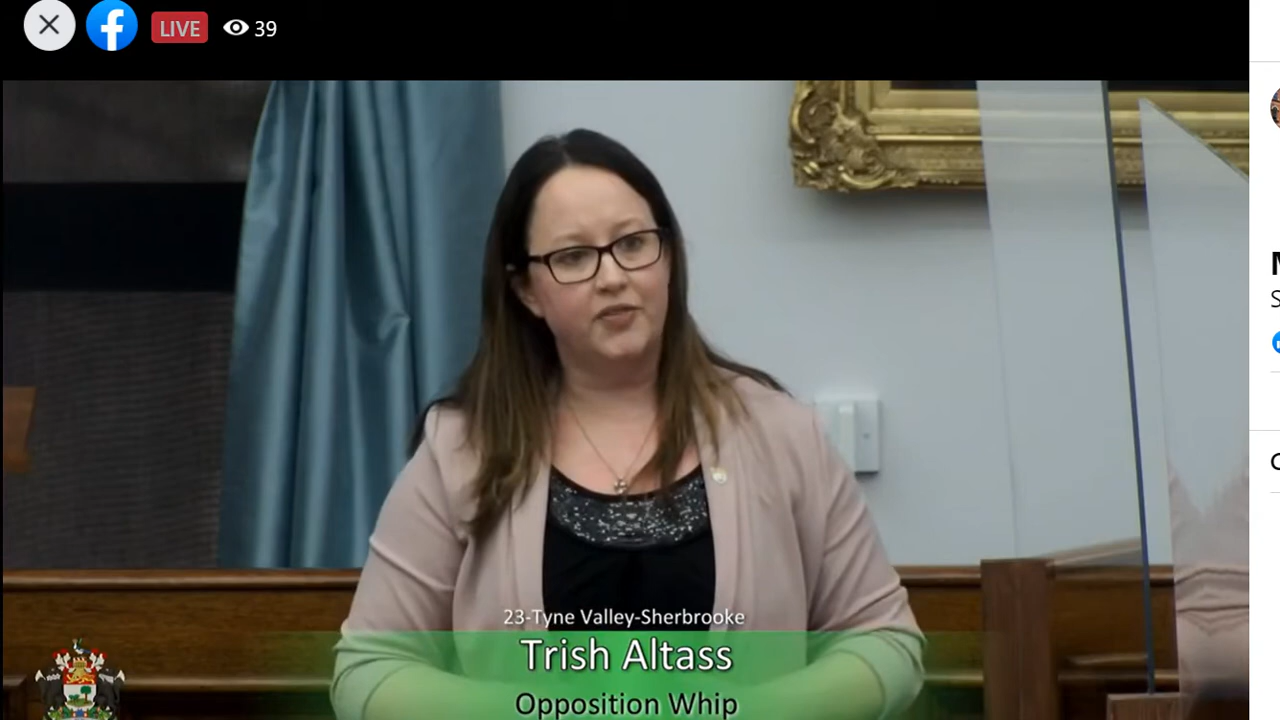 LIVE 39
23-Tyne Valley-Sherbrooke
Trish Altass
Opposition Whip